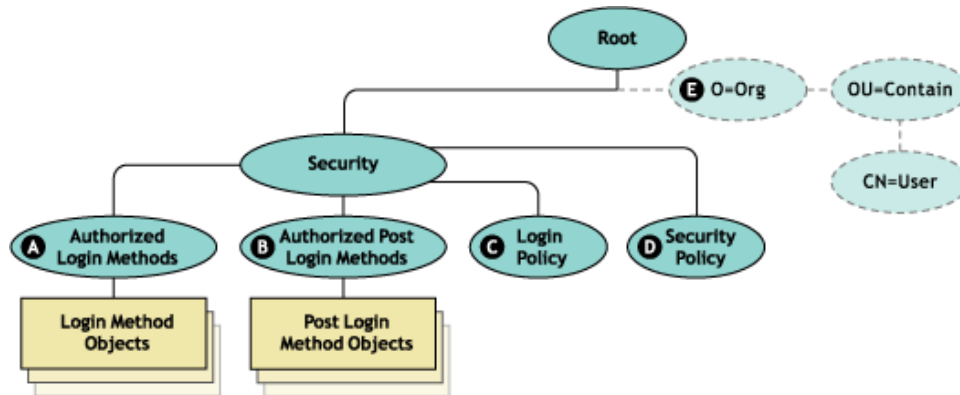 Root
E O=Org
OU=Contain
CN=User
Security
A Authorized
Login Methods
B Authorized Post
Login Methods
C Login
Policy
D Security
Policy
Login Method
Objects
Post Login
Method Objects